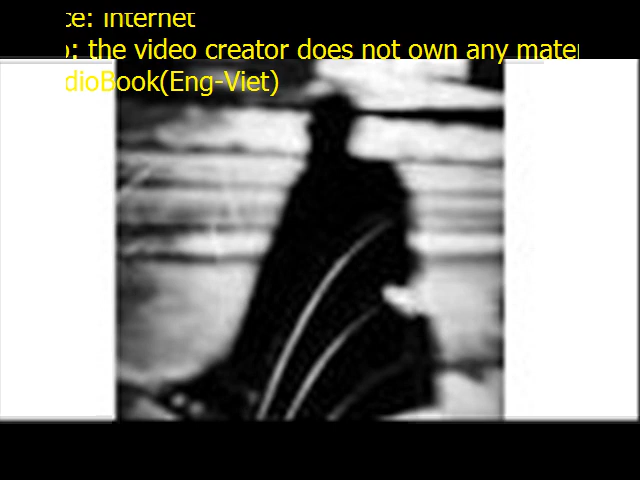 ce: internet
o: the video creator does not own any mater
dioBook(Eng-Viet)